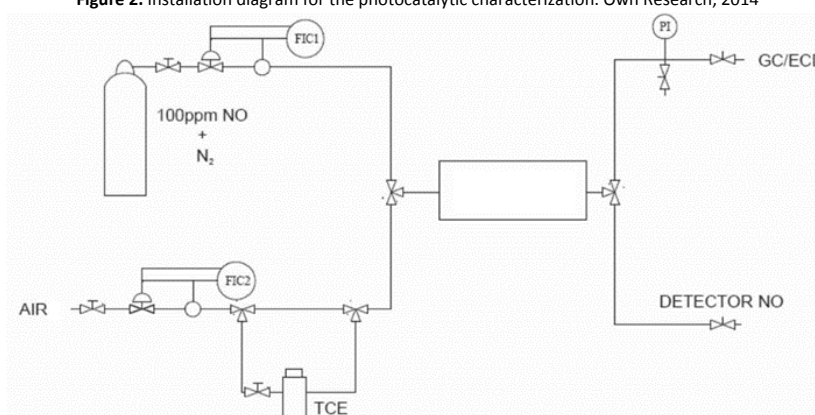 Figure 2. Installation diagram for the photocatalytic characterization. Own Research, 2014
FIC1
PI
GC/ECD
100ppm NO
+
N₂
FIC2
AIR
DETECTOR NO
TCE